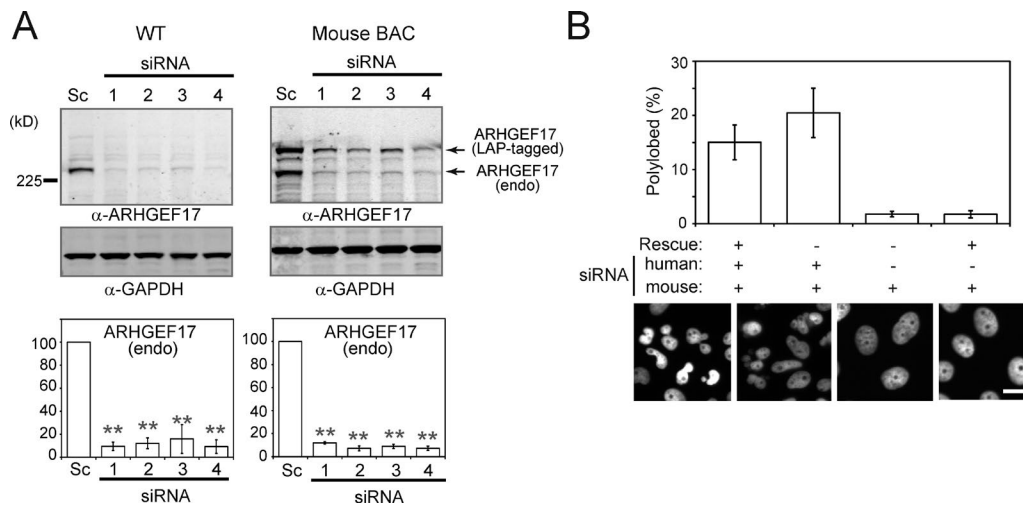 A
WT
siRNA
Sc 1 2 3 4
(kD)
225
α-ARHGEF17
α-GAPDH
Mouse BAC
siRNA
Sc 1 2 3 4
ARHGEF17
(LAP-tagged)
ARHGEF17
(endo)
α-ARHGEF17
α-GAPDH
ARHGEF17
(endo)
100
80
60
40
20
0
** ** ** **
Sc 1 2 3 4
siRNA
ARHGEF17
(endo)
100
80
60
40
20
0
** ** ** **
Sc 1 2 3 4
siRNA
B
Polylobed (%)
30
20
10
0
Rescue: + - - +
siRNA
human: + + - -
mouse: + + + +